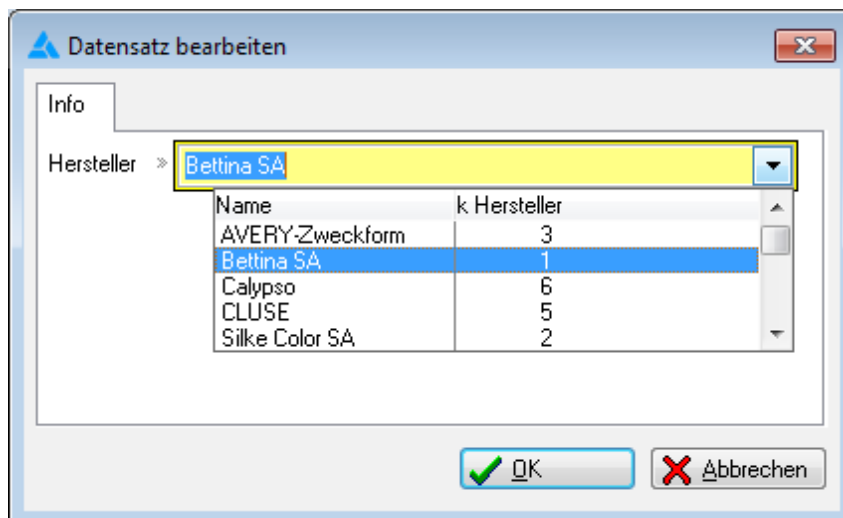 Datensatz bearbeiten
Info
Hersteller » Bettina SA
Name k Hersteller
AVERY-Zweckform 3
Bettina SA 1
Calypso 6
CLUSE 5
Silke Color SA 2
OK Abbrechen